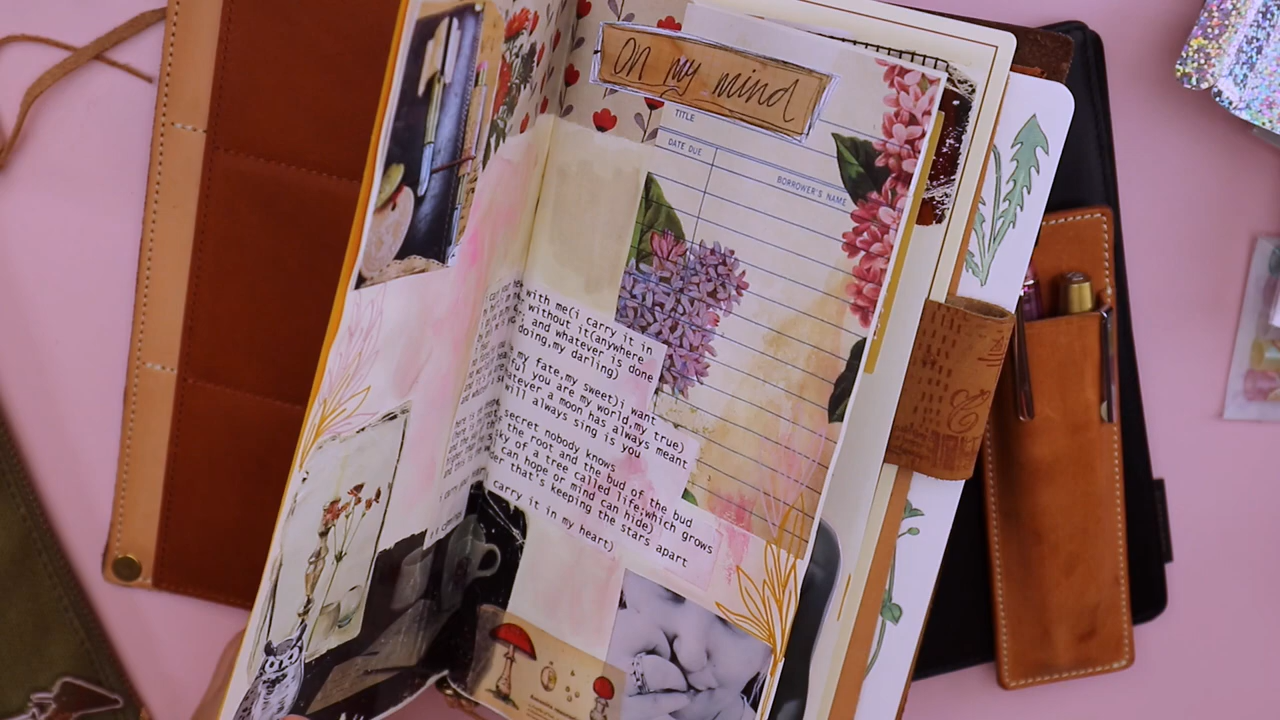 On my mind
TITLE
DATE DUE
BORROWER'S NAME
with me(i carry it in
without it(anywhere
and whatever is done
doing,my darling)
my fate,my sweet)i want
ful you are my world,my true)
atever a moon has always meant
will always sing is you
secret nobody knows
the root and the bud of the bud
ky of a tree called life;which grows
can hope or mind can hide)
that's keeping the stars apart
carry it in my heart)